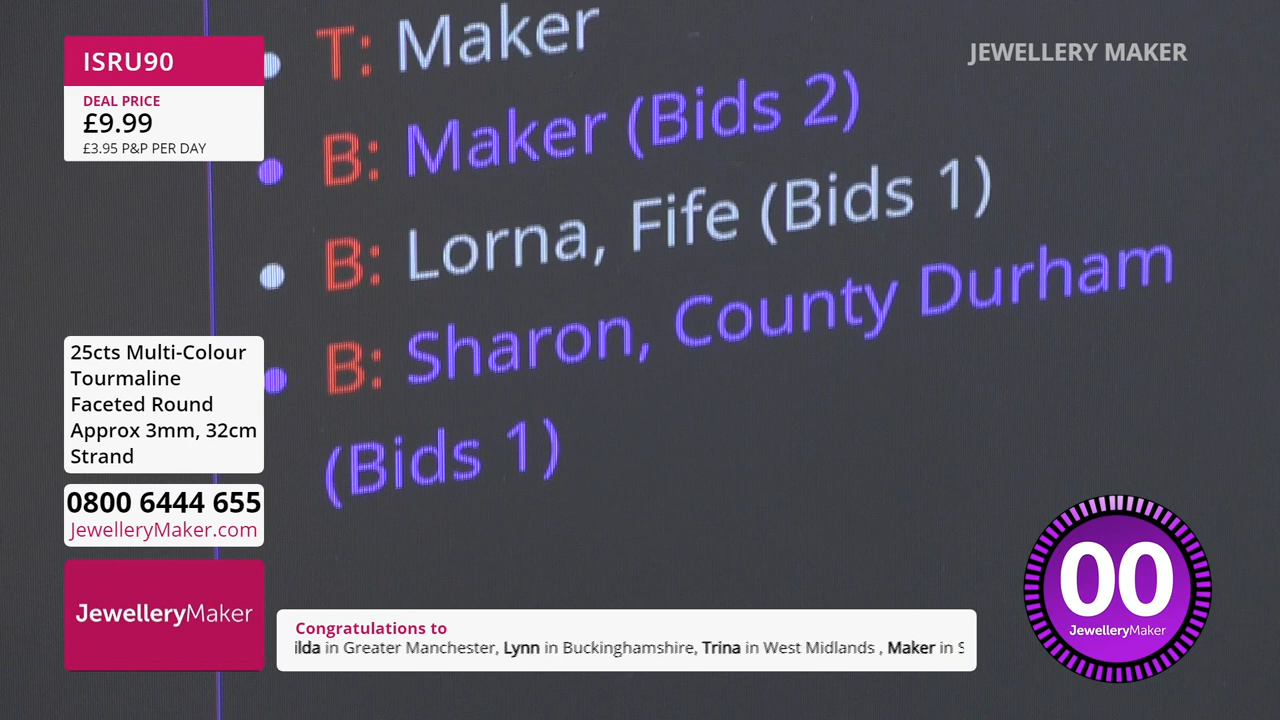 ISRU90
DEAL PRICE
£9.99
£3.95 P&P PER DAY
JEWELLERY MAKER
T: Maker
B: Maker (Bids 2)
B: Lorna, Fife (Bids 1)
B: Sharon, County Durham
(Bids 1)
25cts Multi-Colour
Tourmaline
Faceted Round
Approx 3mm, 32cm
Strand
0800 6444 655
JewelleryMaker.com
JewelleryMaker
Congratulations to
ilda in Greater Manchester, Lynn in Buckinghamshire, Trina in West Midlands , Maker in S
00
JewelleryMaker